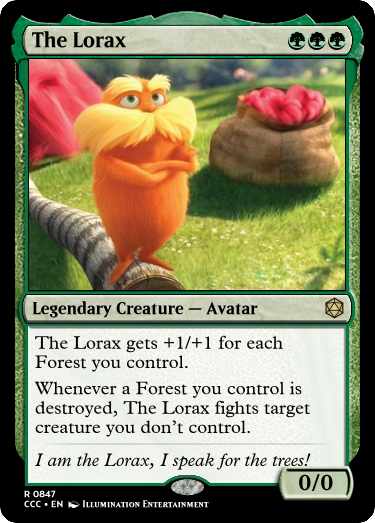 The Lorax
Legendary Creature — Avatar
The Lorax gets +1/+1 for each
Forest you control.
Whenever a Forest you control is
destroyed, The Lorax fights target
creature you don't control.
I am the Lorax, I speak for the trees!
0/0
R 0847
CCC • EN Illumination Entertainment